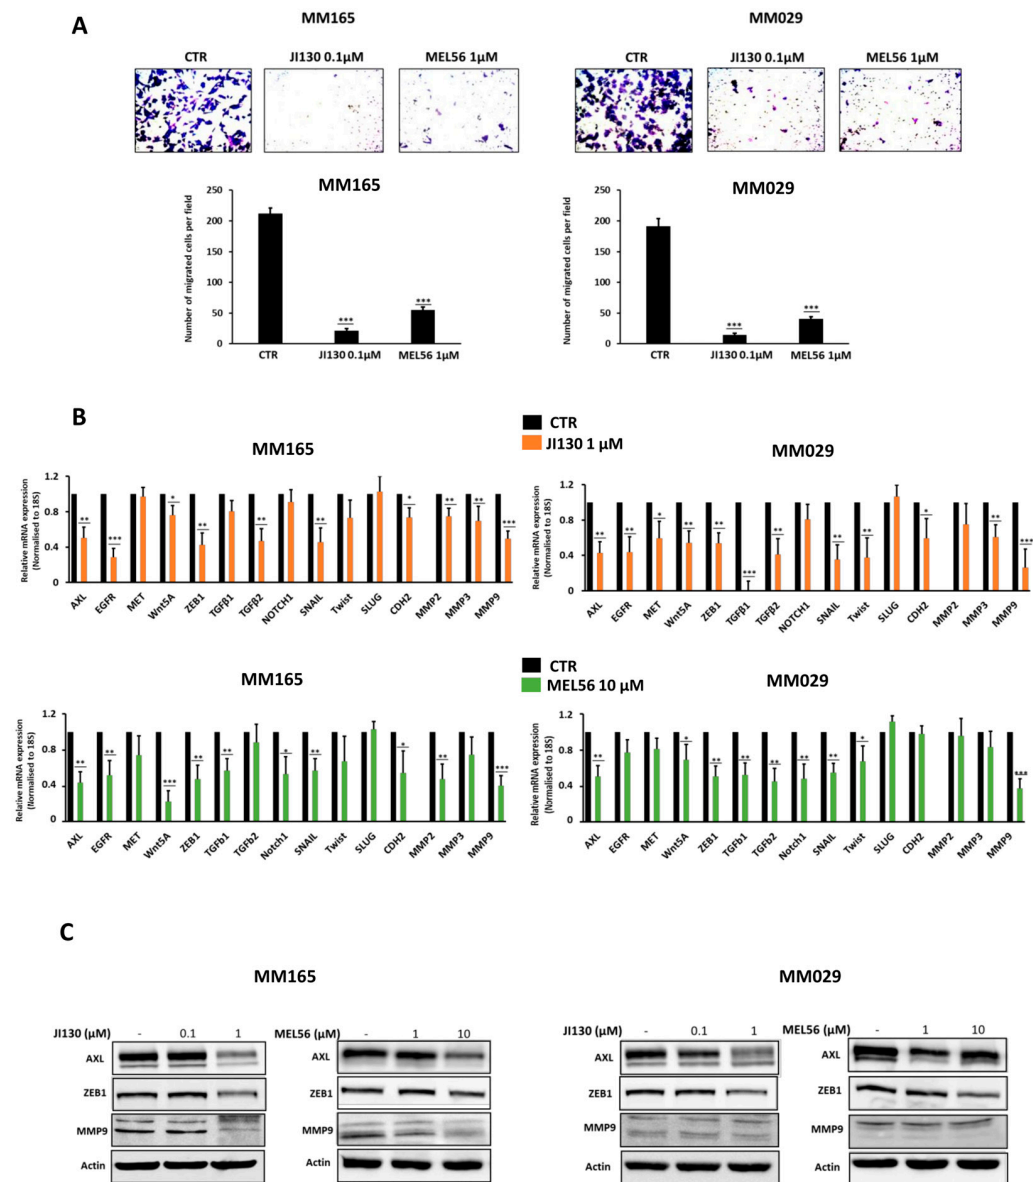 A
MM165
MM029
CTR
JI130 0.1µM
MEL56 1µM
CTR
JI130 0.1µM
MEL56 1µM
MM165
MM029
Number of migrated cells per field
250
200
150
100
50
0
***
***
CTR
JI130 0.1µM
MEL56 1µM
Number of migrated cells per field
250
200
150
100
50
0
***
***
CTR
JI130 0.1µM
MEL56 1µM
B
CTR
JI130 1 µM
MM165
MM029
Relative mRNA expression
(Normalised to 18S)
1.2
0.8
0.4
0
** *** * ** ** ** * ** ** ***
AXL EGFR MET Wnt5A ZEB1 TGFβ1 TGFβ2 NOTCH1 SNAIL Twist SLUG CDH2 MMP2 MMP3 MMP9
Relative mRNA expression
(Normalised to 18S)
1.2
0.8
0.4
0
** ** * ** ** *** ** ** ** * ** ***
AXL EGFR MET Wnt5A ZEB1 TGFβ1 TGFβ2 NOTCH1 SNAIL Twist SLUG CDH2 MMP2 MMP3 MMP9
CTR
MEL56 10 µM
MM165
MM029
Relative mRNA expression
(Normalised to 18S)
1.2
0.8
0.4
0
** ** *** ** ** * ** * ** ***
AXL EGFR MET Wnt5A ZEB1 TGFb1 TGFb2 Notch1 SNAIL Twist SLUG CDH2 MMP2 MMP3 MMP9
Relative mRNA expression
(Normalised to 18S)
1.2
0.8
0.4
0
** * ** ** ** ** ** * ***
AXL EGFR MET Wnt5A ZEB1 TGFb1 TGFb2 Notch1 SNAIL Twist SLUG CDH2 MMP2 MMP3 MMP9
C
MM165
MM029
JI130 (µM) - 0.1 1
AXL
ZEB1
MMP9
Actin
MEL56 (µM) - 1 10
AXL
ZEB1
MMP9
Actin
JI130 (µM) - 0.1 1
AXL
ZEB1
MMP9
Actin
MEL56 (µM) - 1 10
AXL
ZEB1
MMP9
Actin